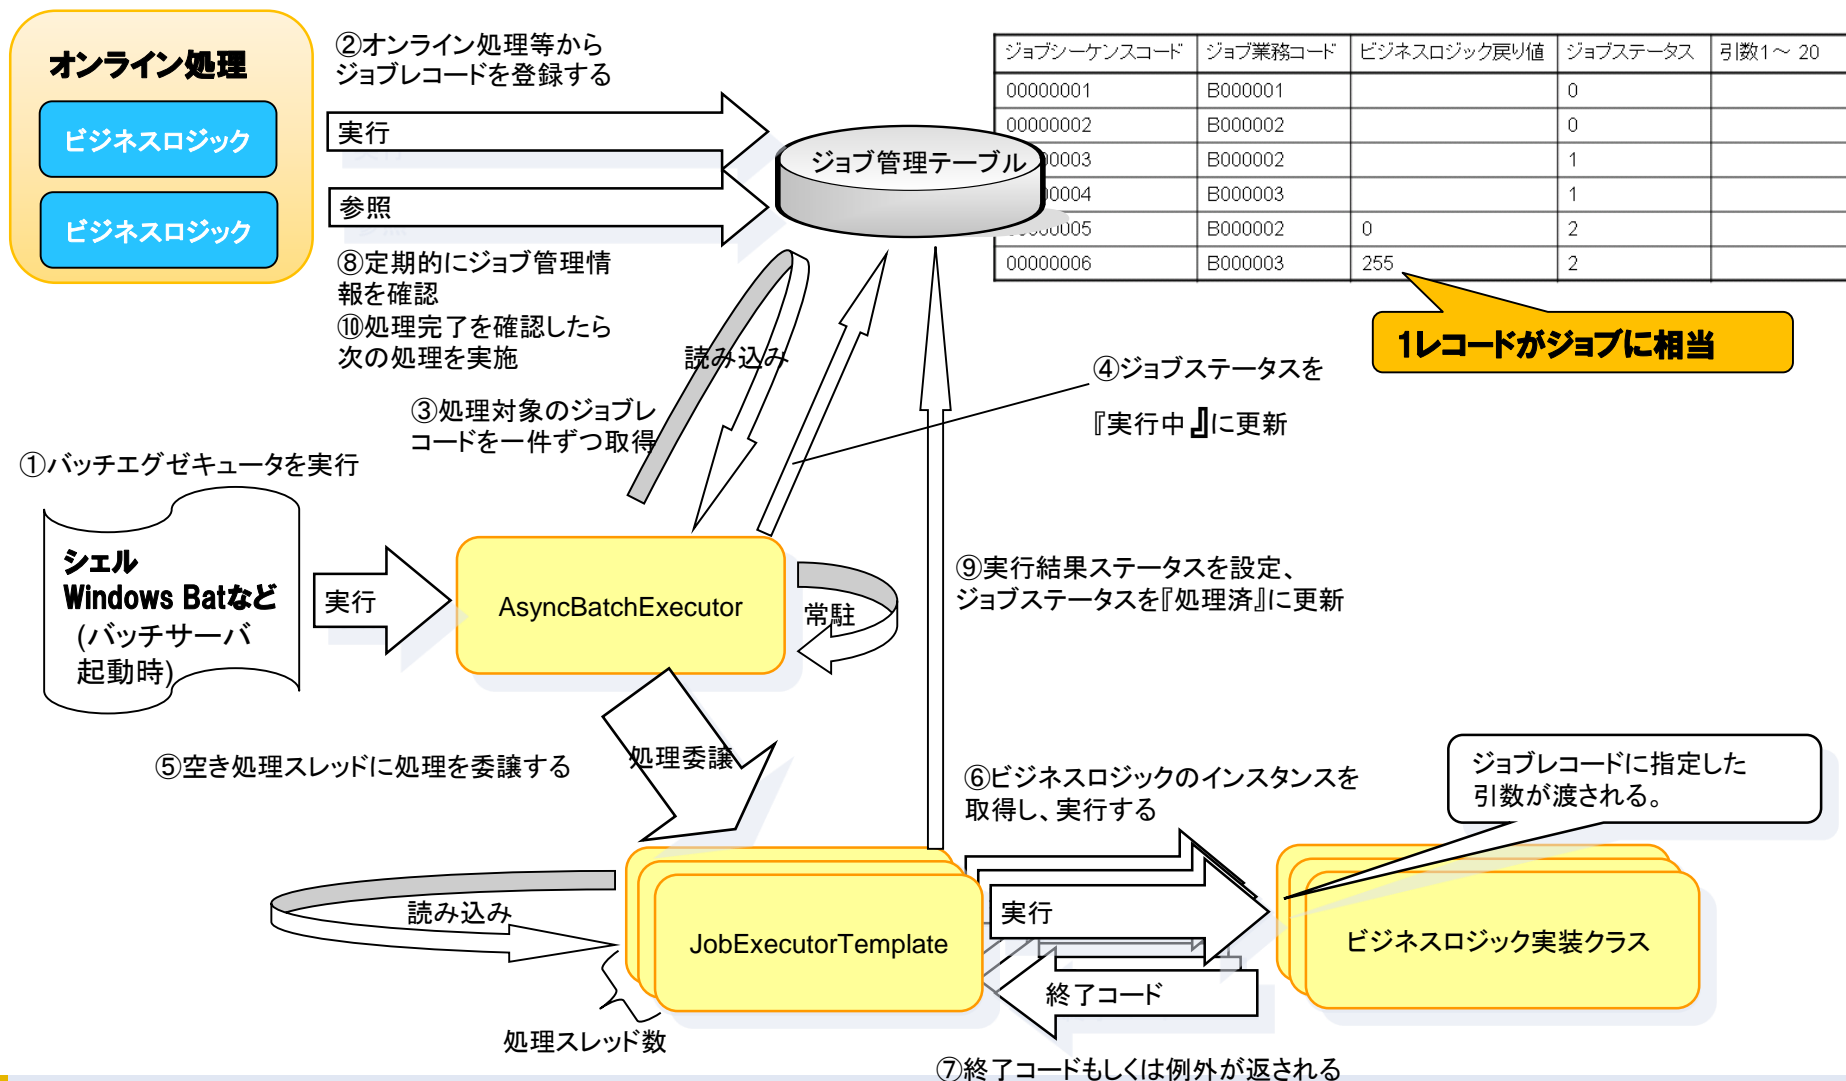 オンライン処理
ビジネスロジック
ビジネスロジック
②オンライン処理等から
ジョブレコードを登録する
実行
参照
ジョブ管理テーブル
⑧定期的にジョブ管理情
報を確認
⑩処理完了を確認したら
次の処理を実施
ジョブシーケンスコード ジョブ業務コード ビジネスロジック戻り値 ジョブステータス 引数1～ 20
00000001 B000001 0
00000002 B000002 0
00003 B000002 1
0004 B000003 1
00000005 B000002 0 2
00000006 B000003 255 2
1レコードがジョブに相当
読み込み
③処理対象のジョブレ
コードを一件ずつ取得
④ジョブステータスを
『実行中』に更新
①バッチエグゼキュータを実行
シェル
Windows Batなど
(バッチサーバ
起動時)
実行
AsyncBatchExecutor
常駐
⑨実行結果ステータスを設定、
ジョブステータスを『処理済』に更新
⑤空き処理スレッドに処理を委譲する
処理委譲
⑥ビジネスロジックのインスタンスを
取得し、実行する
ジョブレコードに指定した
引数が渡される。
読み込み
JobExecutorTemplate
実行
終了コード
ビジネスロジック実装クラス
処理スレッド数
⑦終了コードもしくは例外が返される